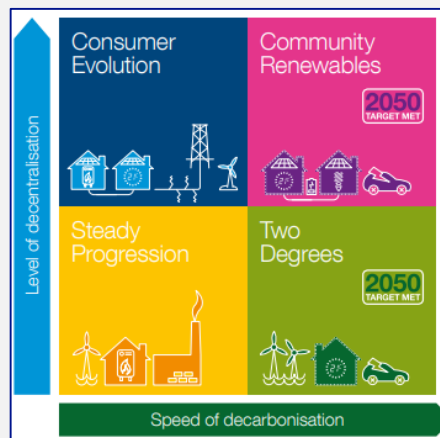 Consumer
Evolution
Community
Renewables
2050
TARGET MET
Level of decentralisation
Steady
Progression
Two
Degrees
2050
TARGET MET
Speed of decarbonisation